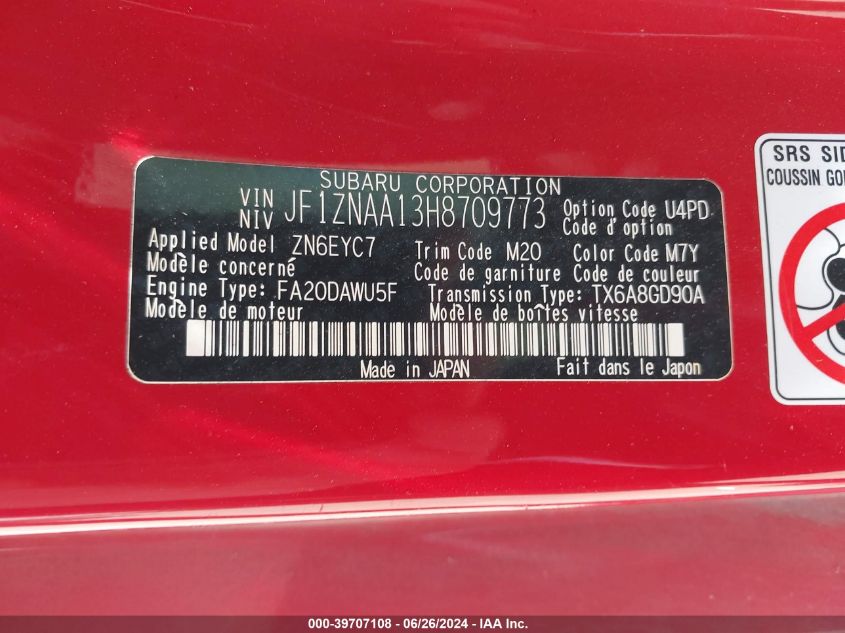 SUBARU CORPORATION
VIN
NIV
JF1ZNAA13H8709773
Option Code U4PD
Code d'option
Applied Model ZN6EYC7
Modèle concerné
Trim Code M20
Code de garniture
Color Code M7Y
Code de couleur
Engine Type: FA20DAWU5F
Modèle de moteur
Transmission Type: TX6A8GD90A
Modèle de boîtes vitesse
Made in JAPAN
Fait dans le Japon
SRS SID
COUSSIN GO
000-39707108 - 06/26/2024 - IAA Inc.